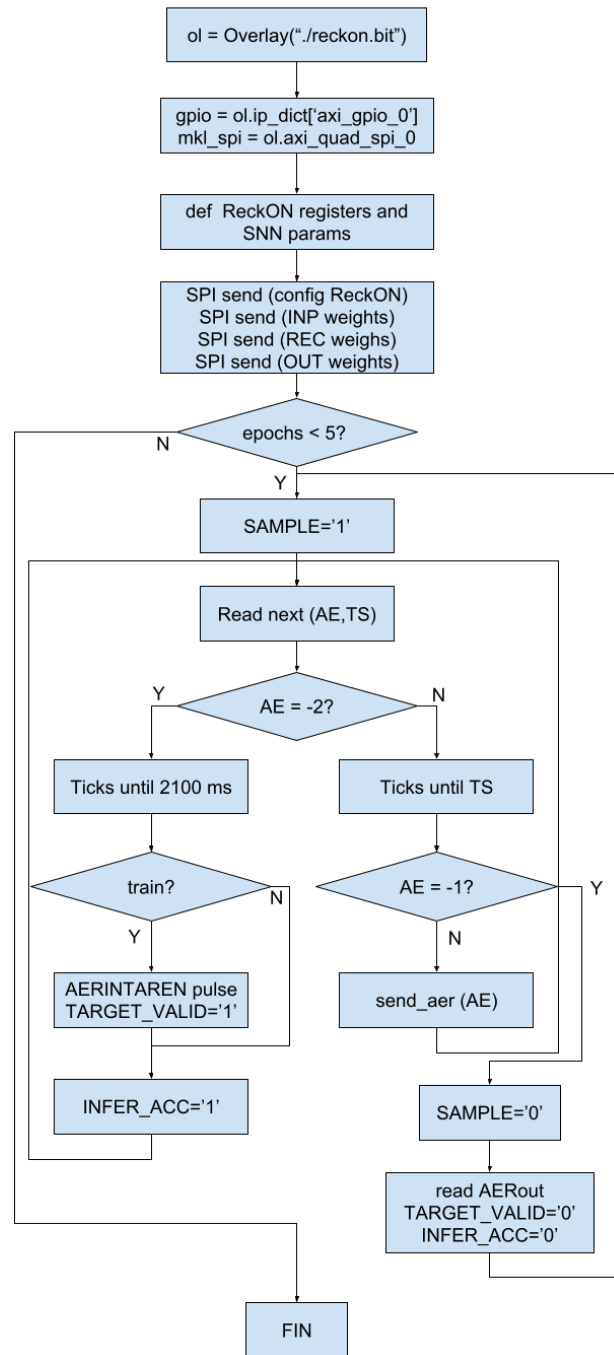 ol = Overlay(“./reckon.bit”)
gpio = ol.ip_dict[‘axi_gpio_0’]
mkl_spi = ol.axi_quad_spi_0
def ReckON registers and
SNN params
SPI send (config ReckON)
SPI send (INP weights)
SPI send (REC weighs)
SPI send (OUT weights)
epochs < 5?
N
Y
SAMPLE=’1’
Read next (AE,TS)
AE = -2?
Y
N
Ticks until 2100 ms
Ticks until TS
train?
N
Y
AE = -1?
Y
N
AERINTAREN pulse
TARGET_VALID=’1’
send_aer (AE)
INFER_ACC=’1’
SAMPLE=’0’
read AERout
TARGET_VALID=’0’
INFER_ACC=’0’
FIN